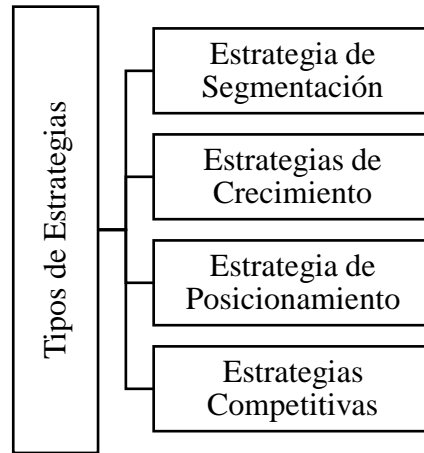 Tipos de Estrategias
Estrategia de
Segmentación
Estrategias de
Crecimiento
Estrategia de
Posicionamiento
Estrategias
Competitivas